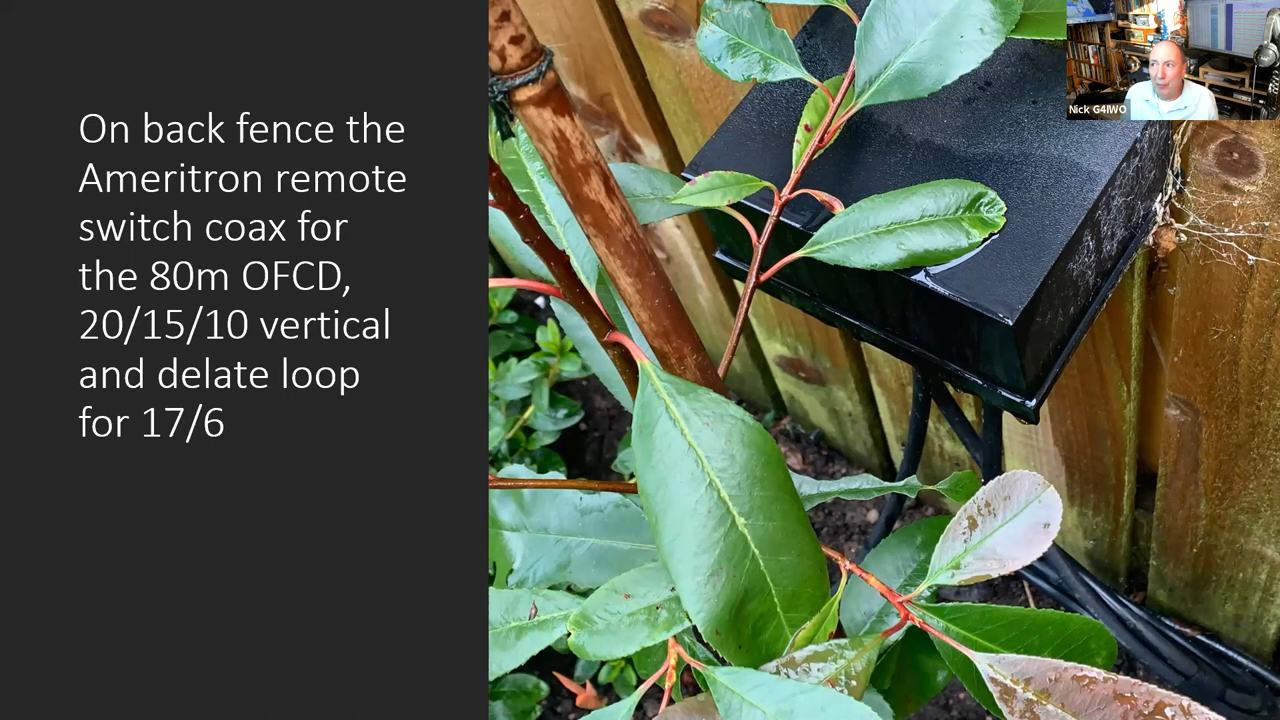 On back fence the
Ameritron remote
switch coax for
the 80m OFCD,
20/15/10 vertical
and delate loop
for 17/6
Nick G4IWO